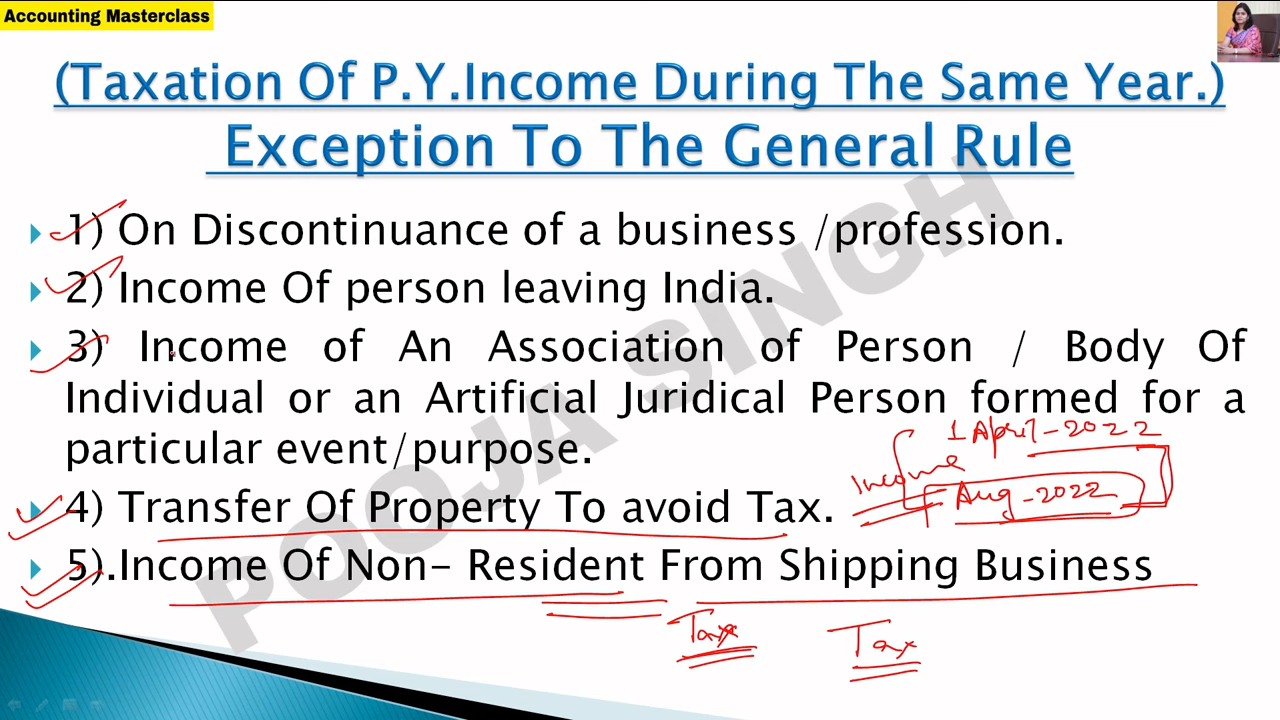 Accounting Masterclass
(Taxation Of P.Y.Income During The Same Year.)
Exception To The General Rule
1) On Discontinuance of a business /profession.
2) Income Of person leaving India.
3) Income of An Association of Person / Body Of
Individual or an Artificial Juridical Person formed for a
particular event/purpose.
1 April-2022
Income
Aug-2022
4) Transfer Of Property To avoid Tax.
5).Income Of Non- Resident From Shipping Business
Tax
Tax
POOJA SINGH